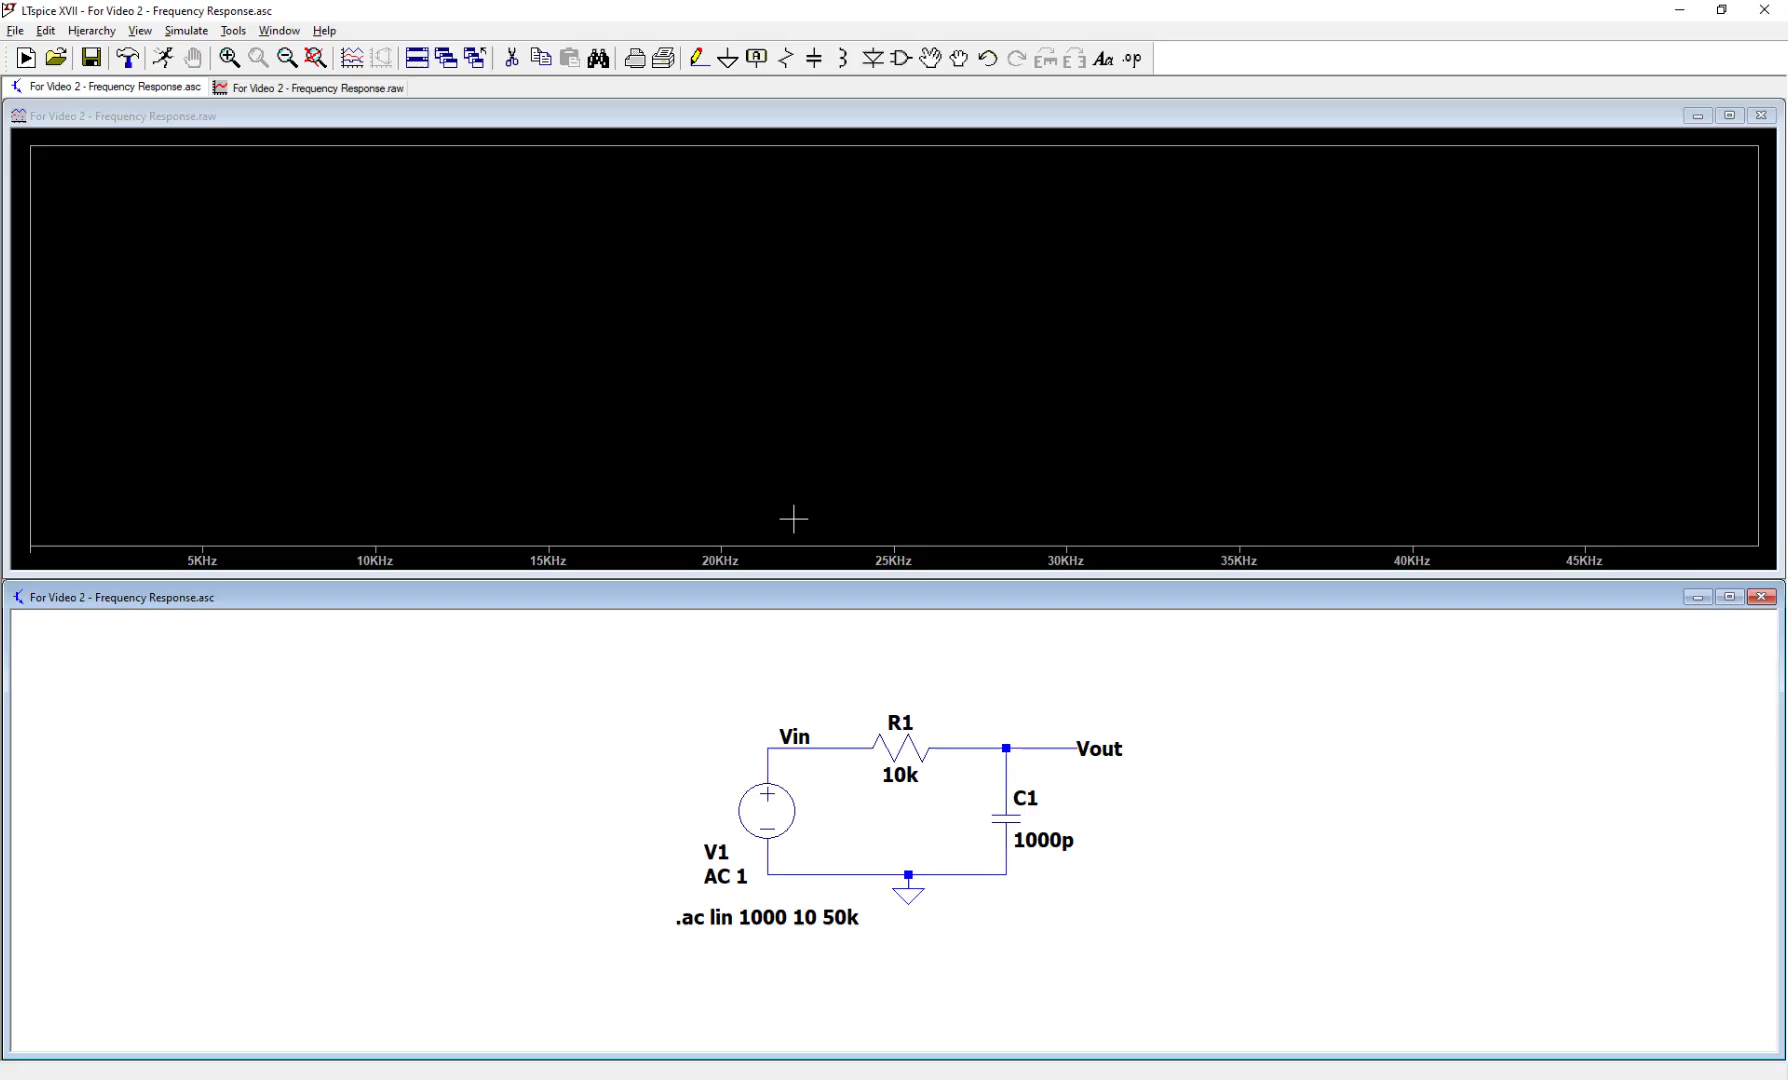 LTspice XVII - For Video 2 - Frequency Response.asc
File Edit Hierarchy View Simulate Tools Window Help
Aa .op
For Video 2 - Frequency Response.asc For Video 2 - Frequency Response.raw
For Video 2 - Frequency Response.raw
5KHz 10KHz 15KHz 20KHz 25KHz 30KHz 35KHz 40KHz 45KHz
For Video 2 - Frequency Response.asc
R1
Vin
Vout
10k
C1
1000p
V1
AC 1
.ac lin 1000 10 50k